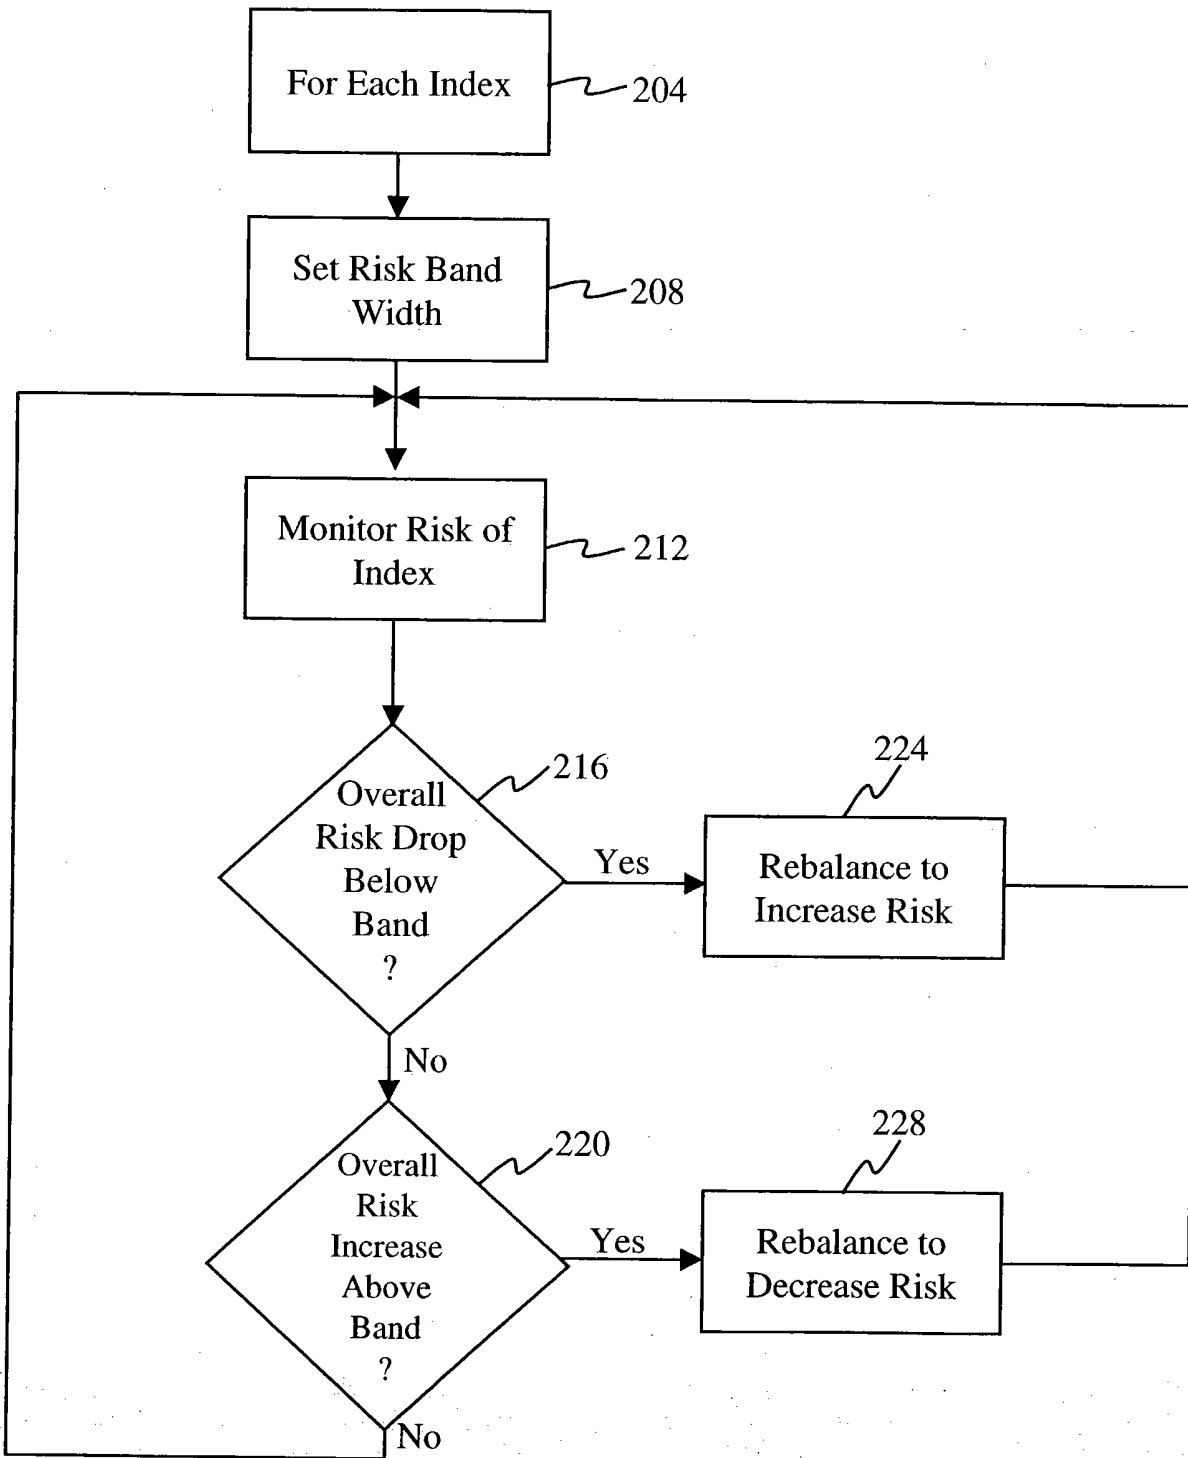 For Each Index
204
Set Risk Band
Width
208
Monitor Risk of
Index
212
Overall
Risk Drop
Below
Band
?
216
Yes
224
Rebalance to
Increase Risk
No
Overall
Risk
Increase
Above
Band
?
220
Yes
228
Rebalance to
Decrease Risk
No